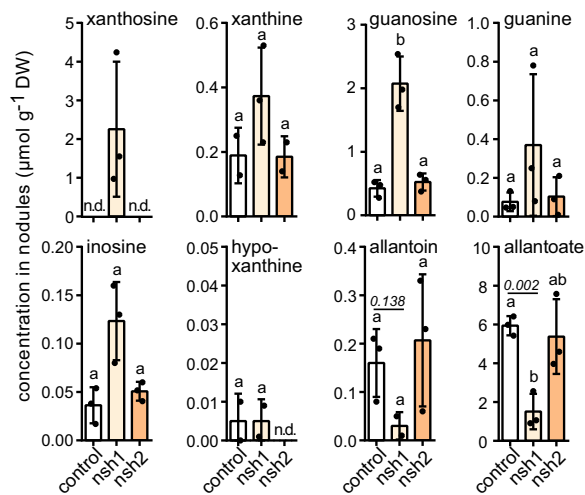 concentration in nodules (µmol g⁻¹ DW)
xanthosine
5
4
3
2
1
0
n.d.
n.d.
xanthine
0.6
0.4
0.2
0.0
a
a
a
guanosine
3
2
1
0
a
b
a
guanine
1.0
0.8
0.6
0.4
0.2
0.0
a
a
a
inosine
0.20
0.15
0.10
0.05
0.00
a
a
a
control
nsh1
nsh2
hypo-
xanthine
0.05
0.04
0.03
0.02
0.01
0.00
a
a
n.d.
control
nsh1
nsh2
allantoin
0.4
0.3
0.2
0.1
0.0
0.138
a
a
a
control
nsh1
nsh2
allantoate
10
8
6
4
2
0
0.002
a
b
ab
control
nsh1
nsh2